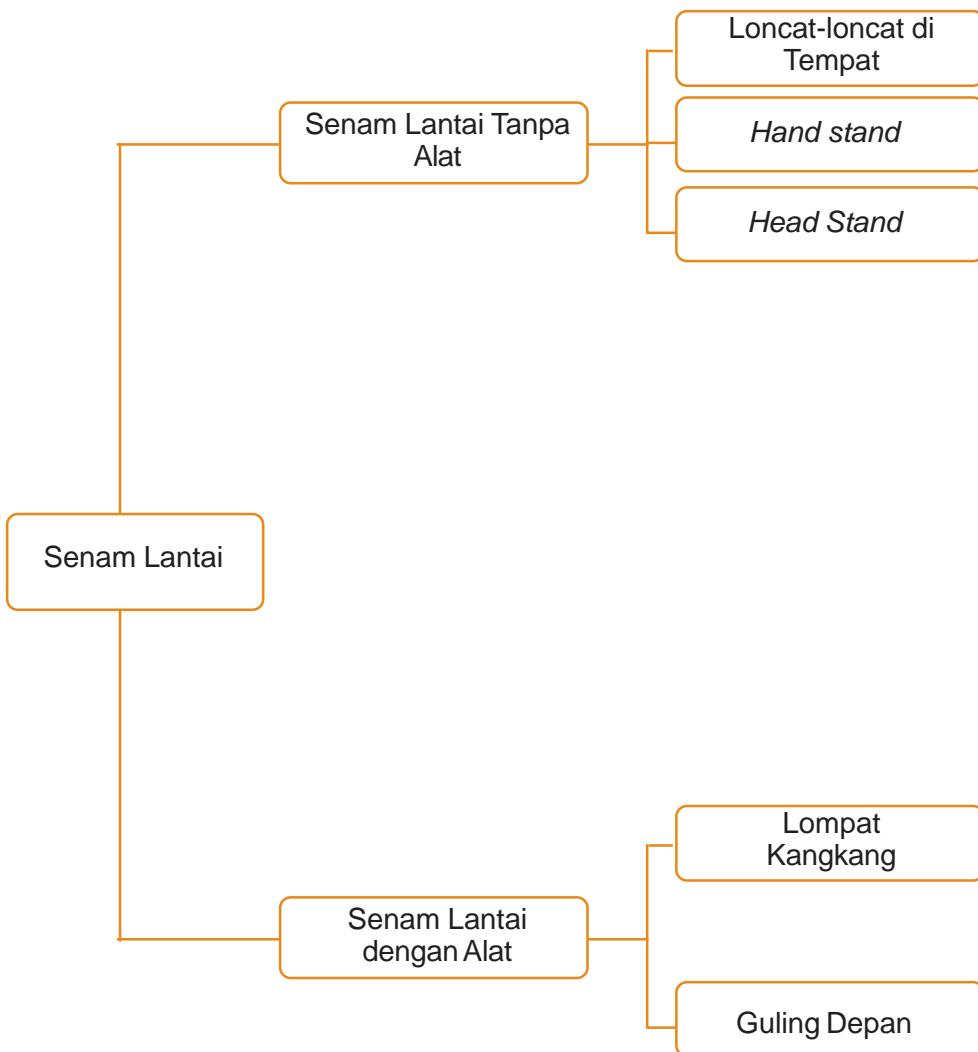 Loncat-loncat di
Tempat
Senam Lantai Tanpa
Alat
Hand stand
Head Stand
Senam Lantai
Lompat
Kangkang
Senam Lantai
dengan Alat
Guling Depan